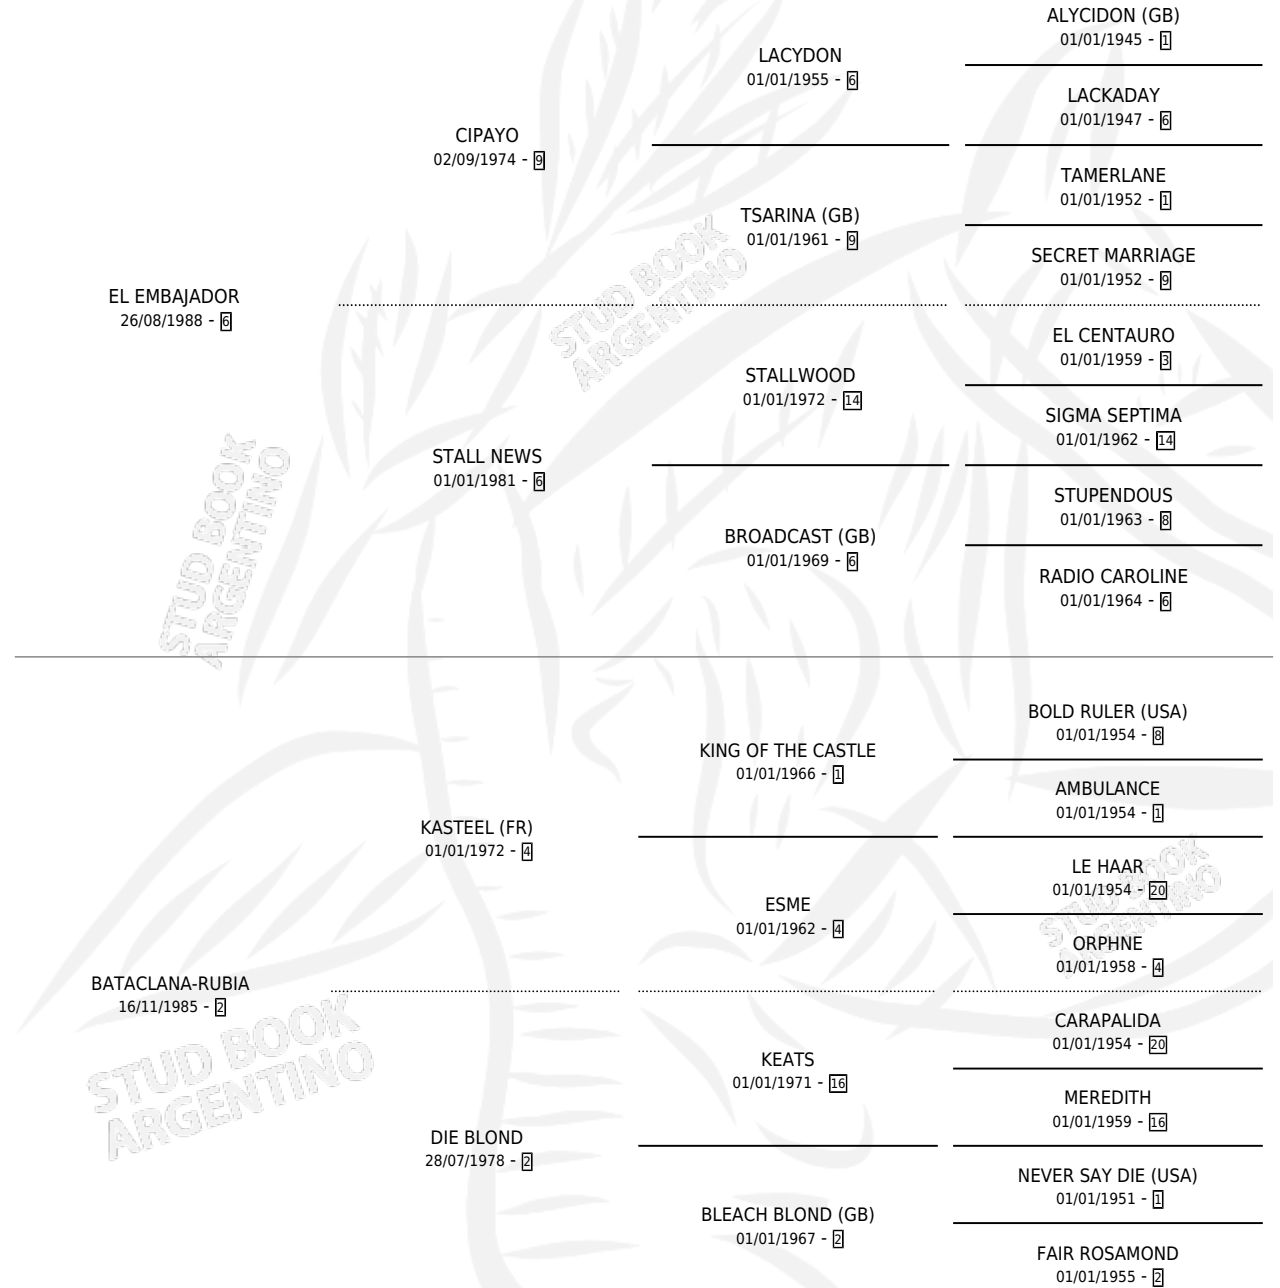 ALYCIDON (GB)
01/01/1945 - 1
LACYDON
01/01/1955 - 6
LACKADAY
01/01/1947 - 6
CIPAYO
02/09/1974 - 9
TAMERLANE
01/01/1952 - 1
TSARINA (GB)
01/01/1961 - 9
SECRET MARRIAGE
01/01/1952 - 9
EL EMBAJADOR
26/08/1988 - 6
EL CENTAURO
01/01/1959 - 3
STALLWOOD
01/01/1972 - 14
SIGMA SEPTIMA
01/01/1962 - 14
STALL NEWS
01/01/1981 - 6
STUPENDOUS
01/01/1963 - 8
BROADCAST (GB)
01/01/1969 - 6
RADIO CAROLINE
01/01/1964 - 6
BOLD RULER (USA)
01/01/1954 - 8
KING OF THE CASTLE
01/01/1966 - 1
AMBULANCE
01/01/1954 - 1
KASTEEL (FR)
01/01/1972 - 4
LE HAAR
01/01/1954 - 20
ESME
01/01/1962 - 4
ORPHNE
01/01/1958 - 4
BATACLANA-RUBIA
16/11/1985 - 2
CARAPALIDA
01/01/1954 - 20
KEATS
01/01/1971 - 16
MEREDITH
01/01/1959 - 16
DIE BLOND
28/07/1978 - 2
NEVER SAY DIE (USA)
01/01/1951 - 1
BLEACH BLOND (GB)
01/01/1967 - 2
FAIR ROSAMOND
01/01/1955 - 2
STUD BOOK
ARGENTINO
STUD BOOK
ARGENTINO
STUD BOOK
ARGENTINO
STUD BOOK
ARGENTINO